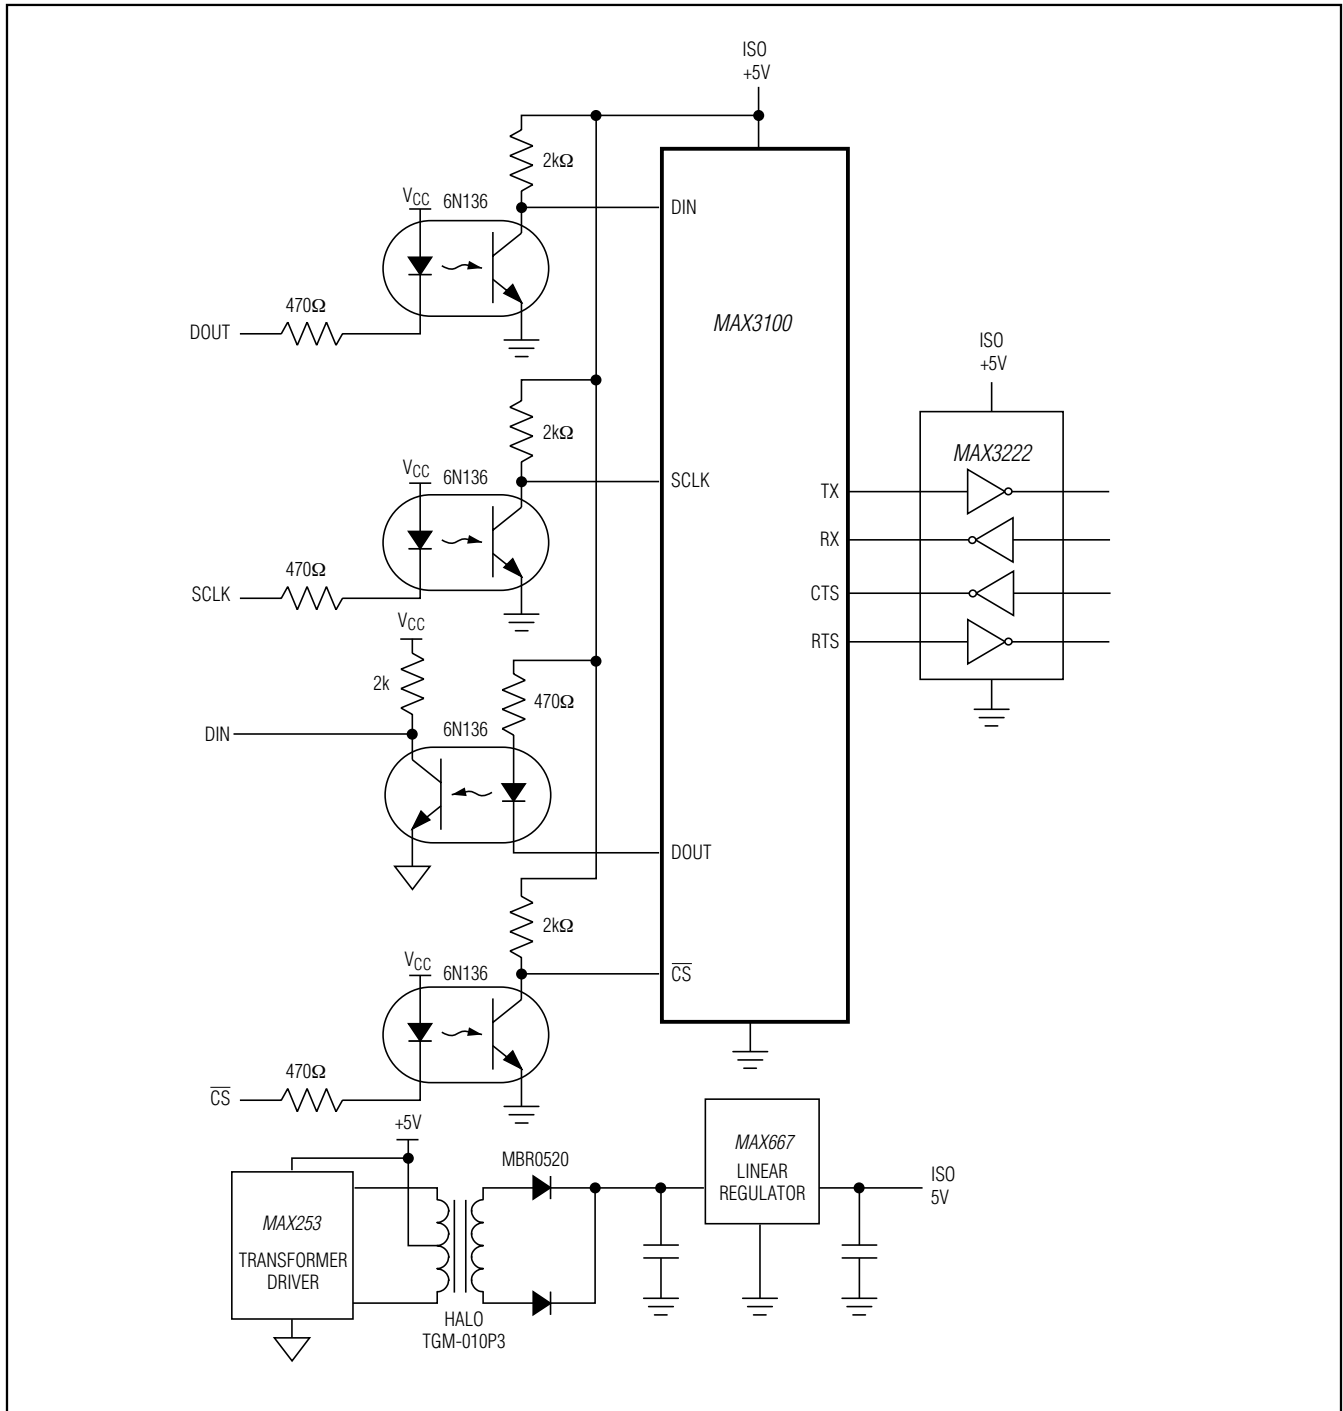 ISO
+5V
2kΩ
VCC
6N136
DIN
470Ω
DOUT
MAX3100
ISO
+5V
2kΩ
MAX3222
VCC
6N136
SCLK
TX
RX
470Ω
SCLK
CTS
VCC
RTS
2k
470Ω
6N136
DIN
DOUT
2kΩ
VCC
6N136
C̅S̅
470Ω
C̅S̅
+5V
MBR0520
MAX667
LINEAR
REGULATOR
ISO
5V
MAX253
TRANSFORMER
DRIVER
HALO
TGM-010P3